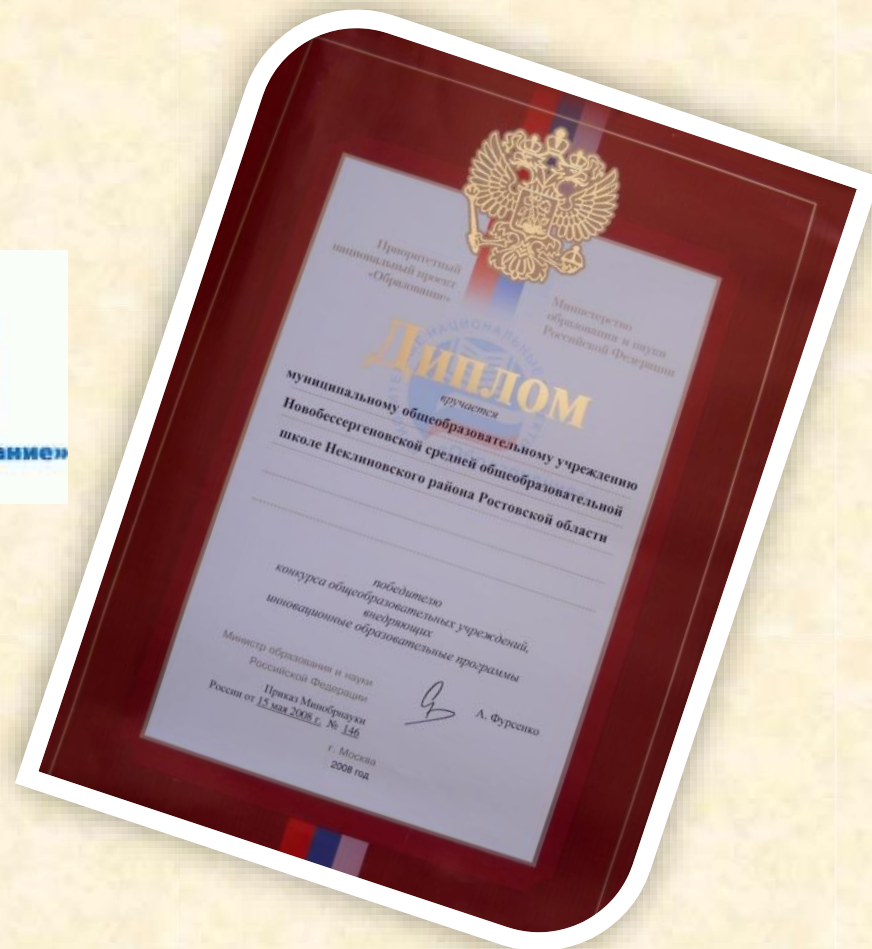 ание»
Приоритетный
национальный проект
«Образование»
Министерство
образования и науки
Российской Федерации
Диплом
вручается
муниципальному общеобразовательному учреждению
Новобессергеновской средней общеобразовательной
школе Неклиновского района Ростовской области
победителю
конкурса общеобразовательных учреждений,
внедряющих
инновационные образовательные программы
Министр образования и науки
Российской Федерации
А. Фурсенко
Приказ Минобрнауки
России от 15 мая 2008 г. № 146
г. Москва
2008 год